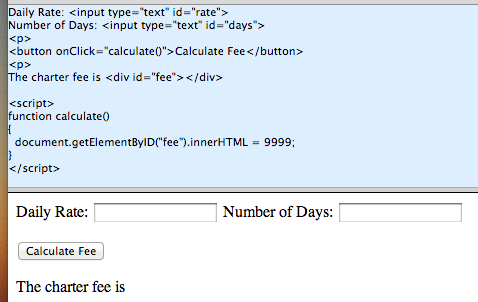 Daily Rate: <input type="text" id="rate">
Number of Days: <input type="text" id="days">
<p>
<button onClick="calculate()">Calculate Fee</button>
<p>
The charter fee is <div id="fee"></div>
<script>
function calculate()
{
document.getElementByID("fee").innerHTML = 9999;
}
</script>
Daily Rate: Number of Days:
Calculate Fee
The charter fee is